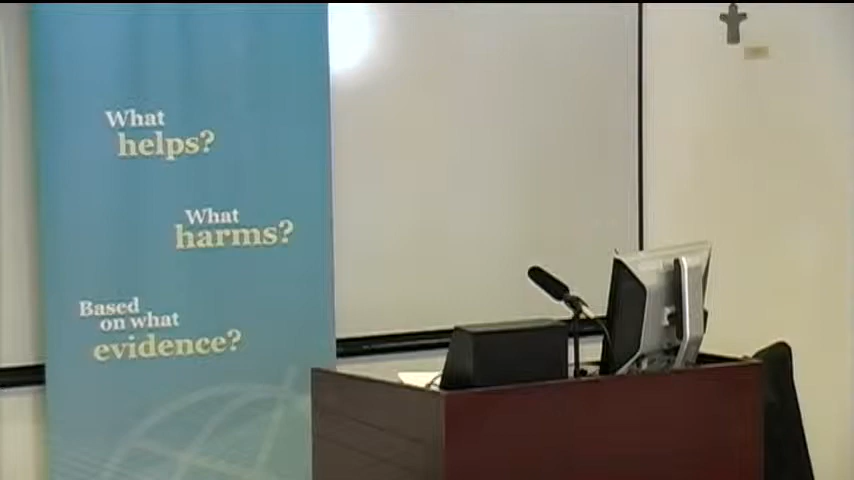 What
helps?
What
harms?
Based
on what
evidence?